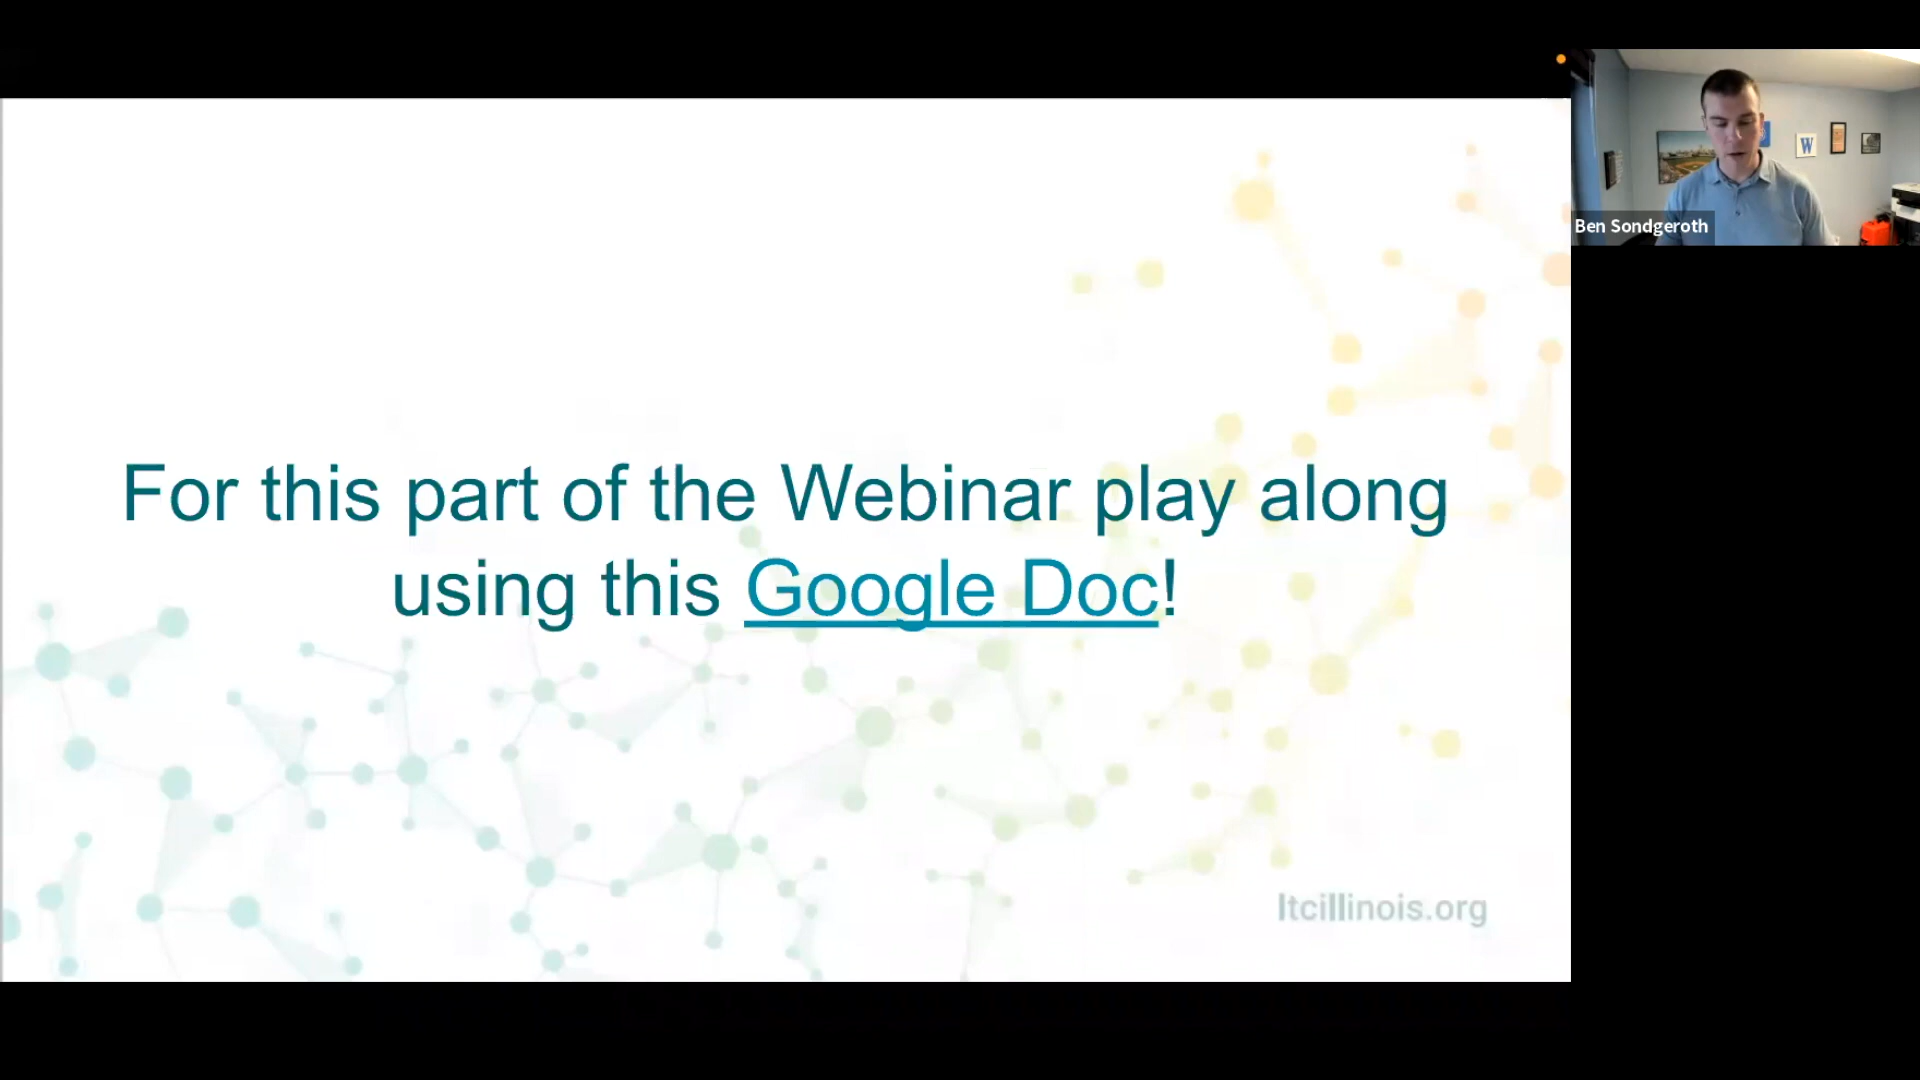 For this part of the Webinar play along
using this Google Doc!
ltcillinois.org
Ben Sondgeroth
W